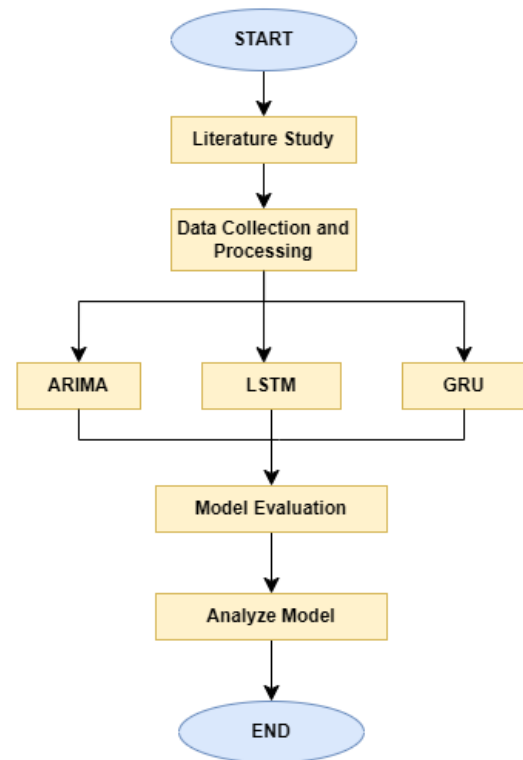 START
Literature Study
Data Collection and
Processing
ARIMA
LSTM
GRU
Model Evaluation
Analyze Model
END